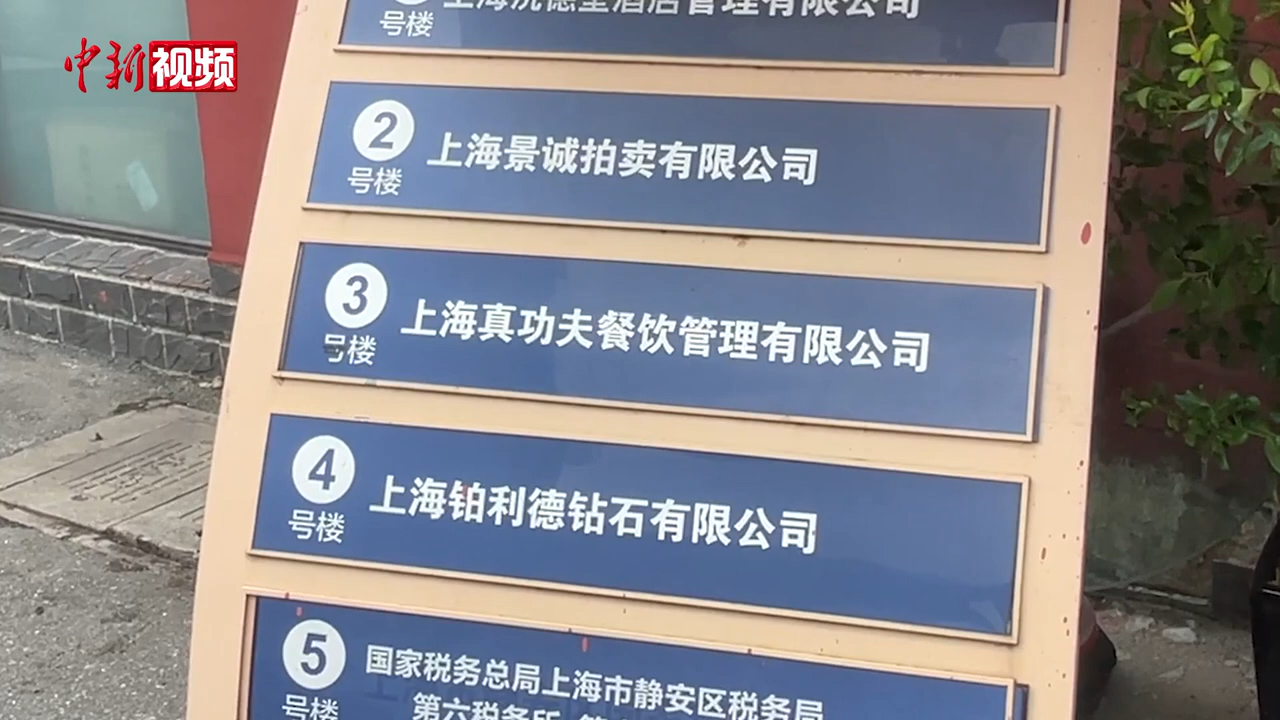 中新视频
上海洗德堂酒店管理有限公司
号楼
2
号楼
上海景诚拍卖有限公司
3
号楼
上海真功夫餐饮管理有限公司
4
号楼
上海铂利德钻石有限公司
5
号楼
国家税务总局上海市静安区税务局
第六税务所